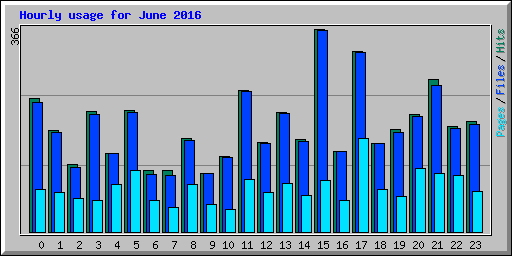 Hourly usage for June 2016
366
Pages/Files/Hits
0 1 2 3 4 5 6 7 8 9 10 11 12 13 14 15 16 17 18 19 20 21 22 23